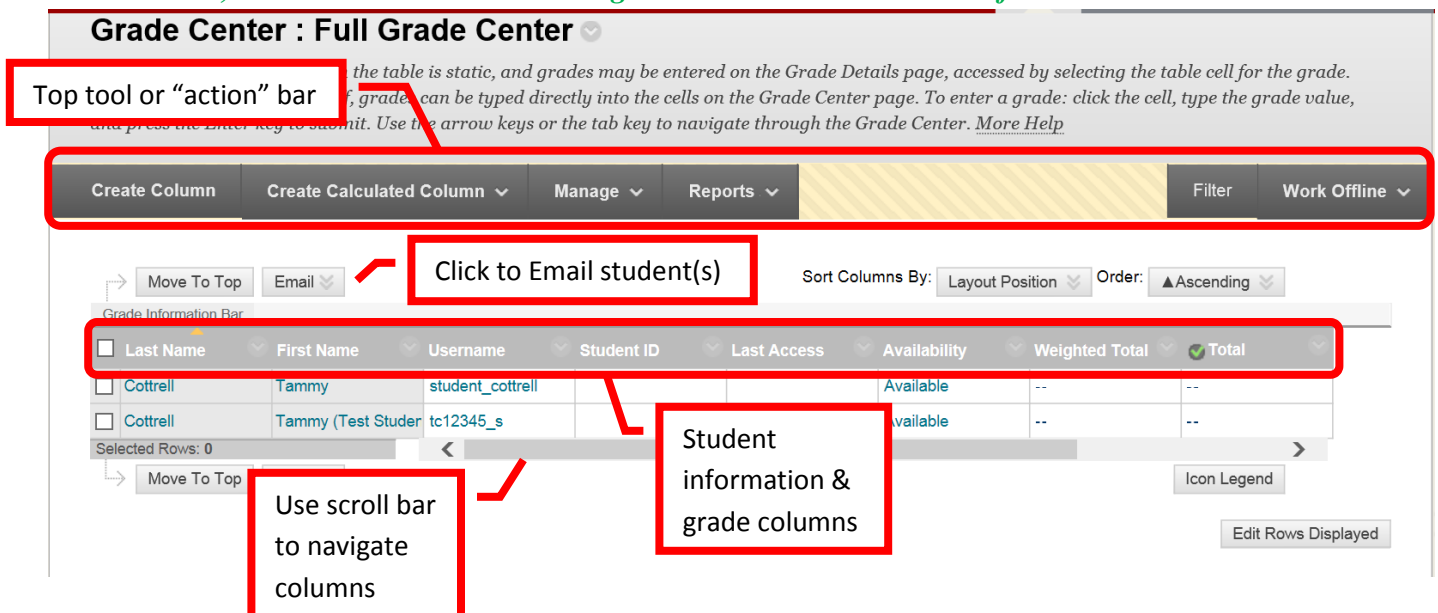 Grade Center : Full Grade Center
the table is static, and grades may be entered on the Grade Details page, accessed by selecting the table cell for the grade.
Top tool or “action” bar
grades can be typed directly into the cells on the Grade Center page. To enter a grade: click the cell, type the grade value,
and press the Enter key to submit. Use the arrow keys or the tab key to navigate through the Grade Center. More Help
Create Column Create Calculated Column Manage Reports Filter Work Offline
Move To Top Email Click to Email student(s) Sort Columns By: Layout Position Order: ▲Ascending
Grade Information Bar
Last Name First Name Username Student ID Last Access Availability Weighted Total Total
Cottrell Tammy student_cottrell Available -- --
Cottrell Tammy (Test Studen tc12345_s Available -- --
Selected Rows: 0
Move To Top Icon Legend
Student
information &
grade columns
Use scroll bar
to navigate
columns
Edit Rows Displayed